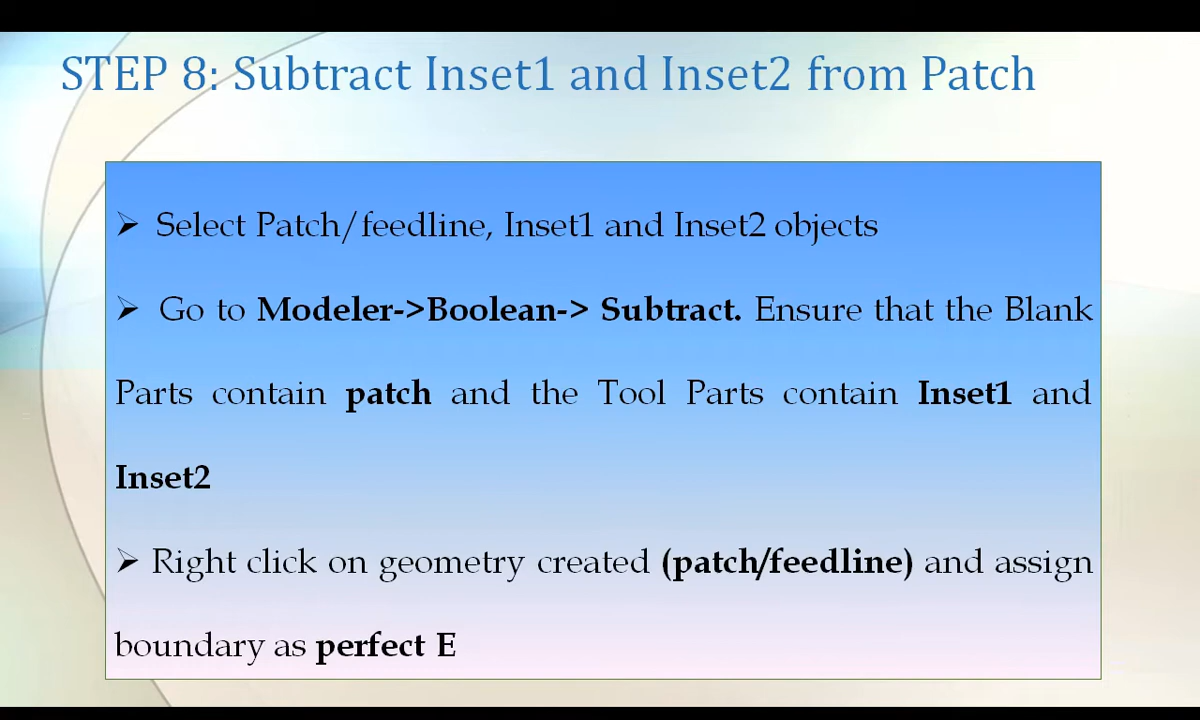 STEP 8: Subtract Inset1 and Inset2 from Patch
➢ Select Patch/feedline, Inset1 and Inset2 objects
➢ Go to Modeler->Boolean-> Subtract. Ensure that the Blank
Parts contain patch and the Tool Parts contain Inset1 and
Inset2
➢ Right click on geometry created (patch/feedline) and assign
boundary as perfect E